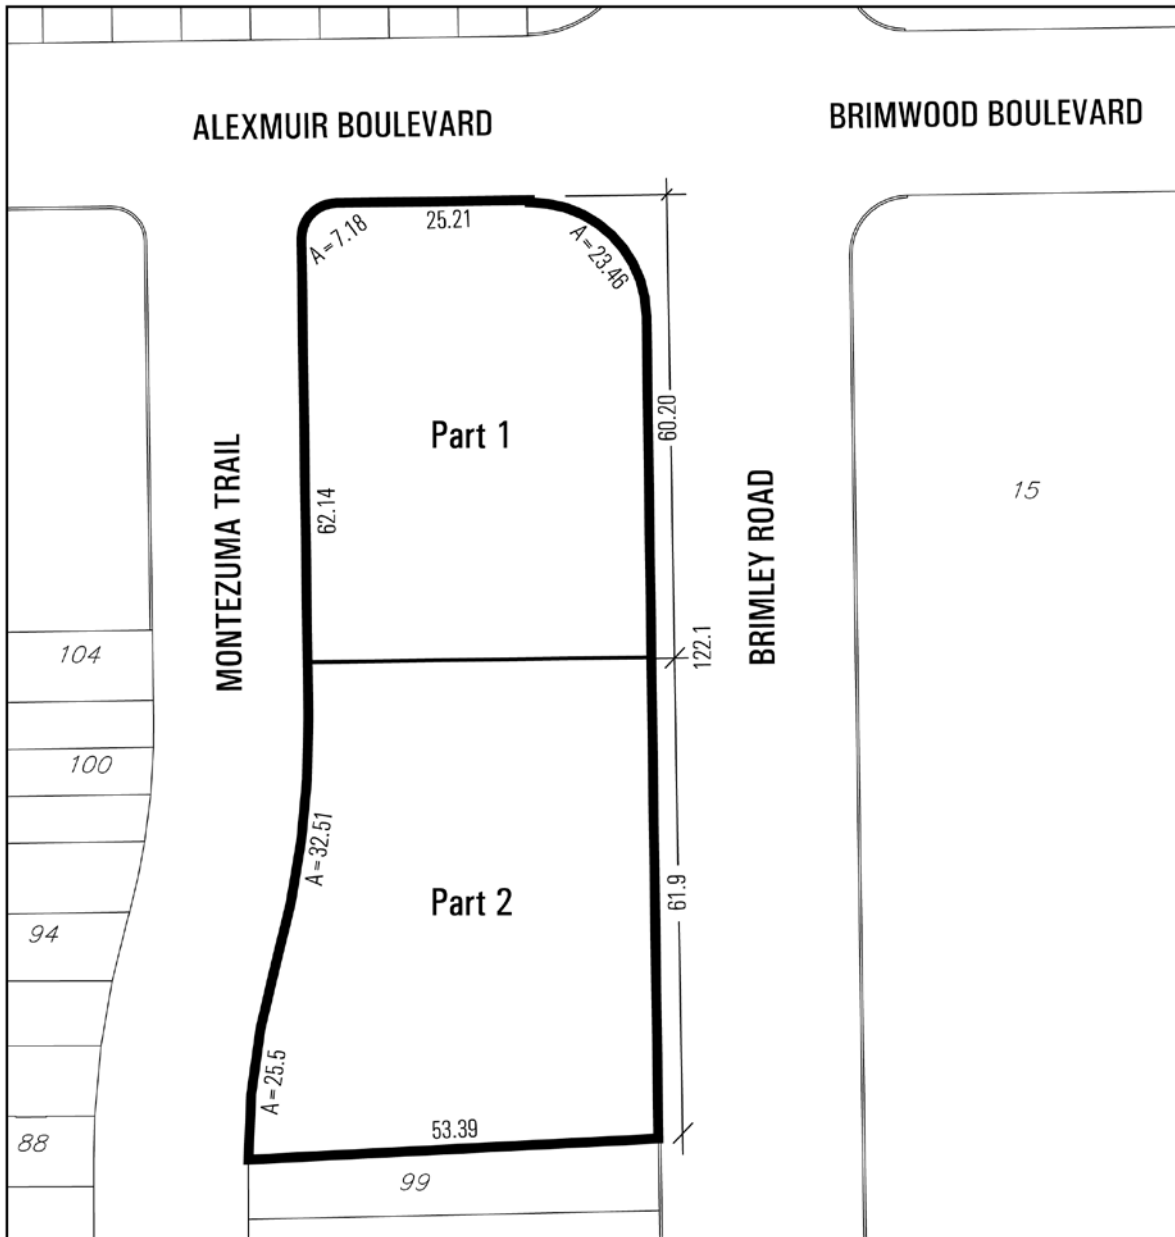 ALEXMUIR BOULEVARD
BRIMWOOD BOULEVARD
A = 7.18
25.21
A = 23.46
60.20
Part 1
MONTEZUMA TRAIL
62.14
BRIMLEY ROAD
15
122.1
104
100
A = 32.51
Part 2
61.9
94
A = 25.5
53.39
88
99